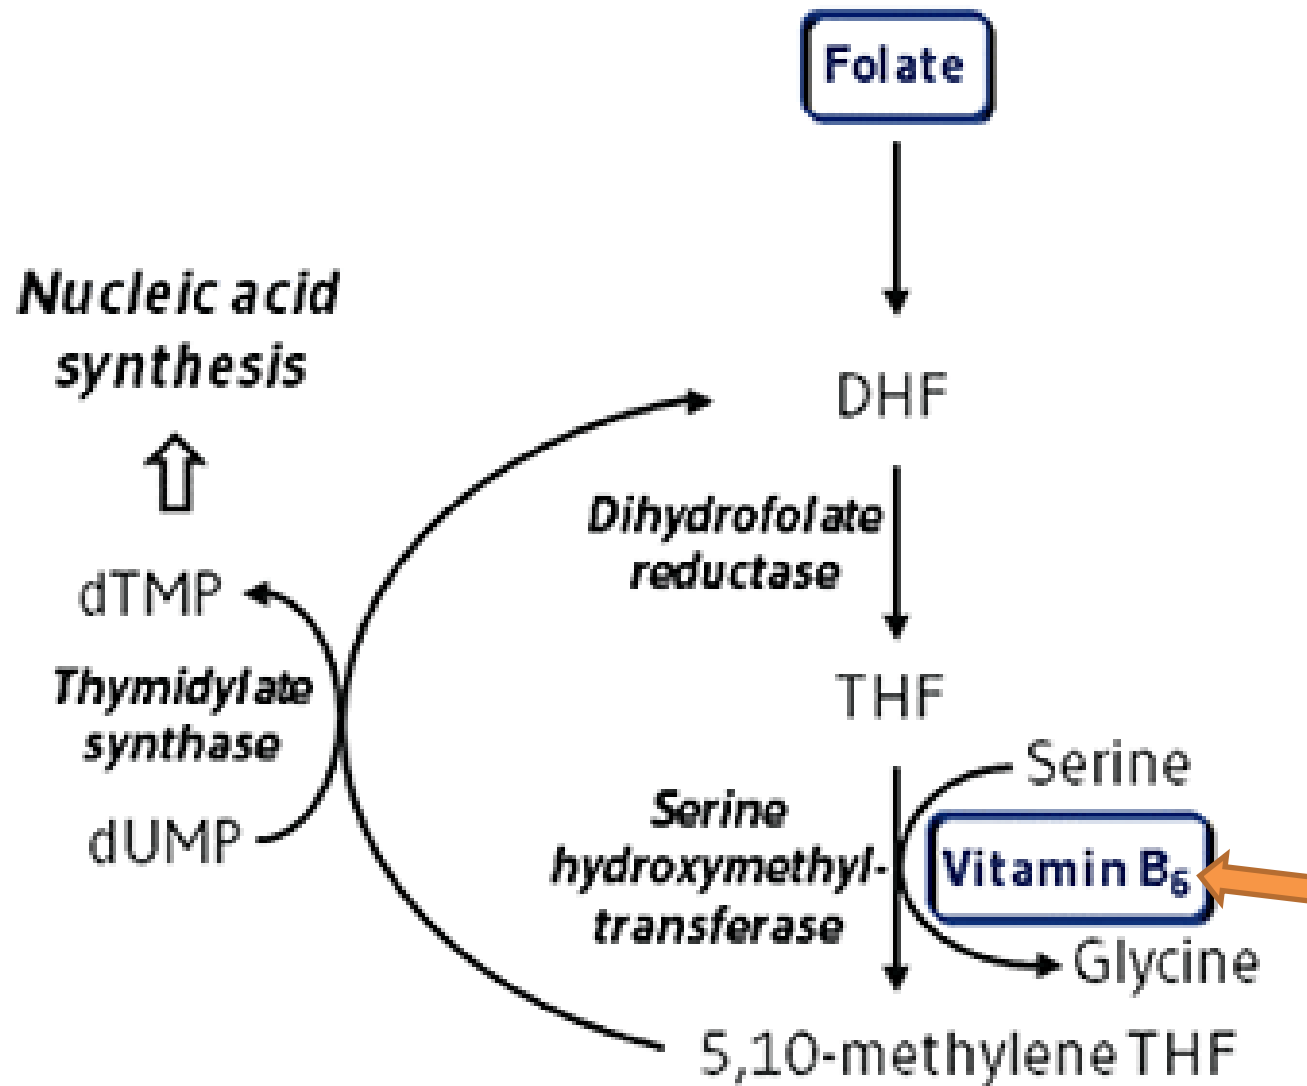 Folate
Nucleic acid
synthesis
DHF
Dihydrofolate
reductase
dTMP
Thymidylate
synthase
THF
Serine
dUMP
Serine
hydroxymethyl-
transferase
Vitamin B₆
Glycine
5,10-methylene THF